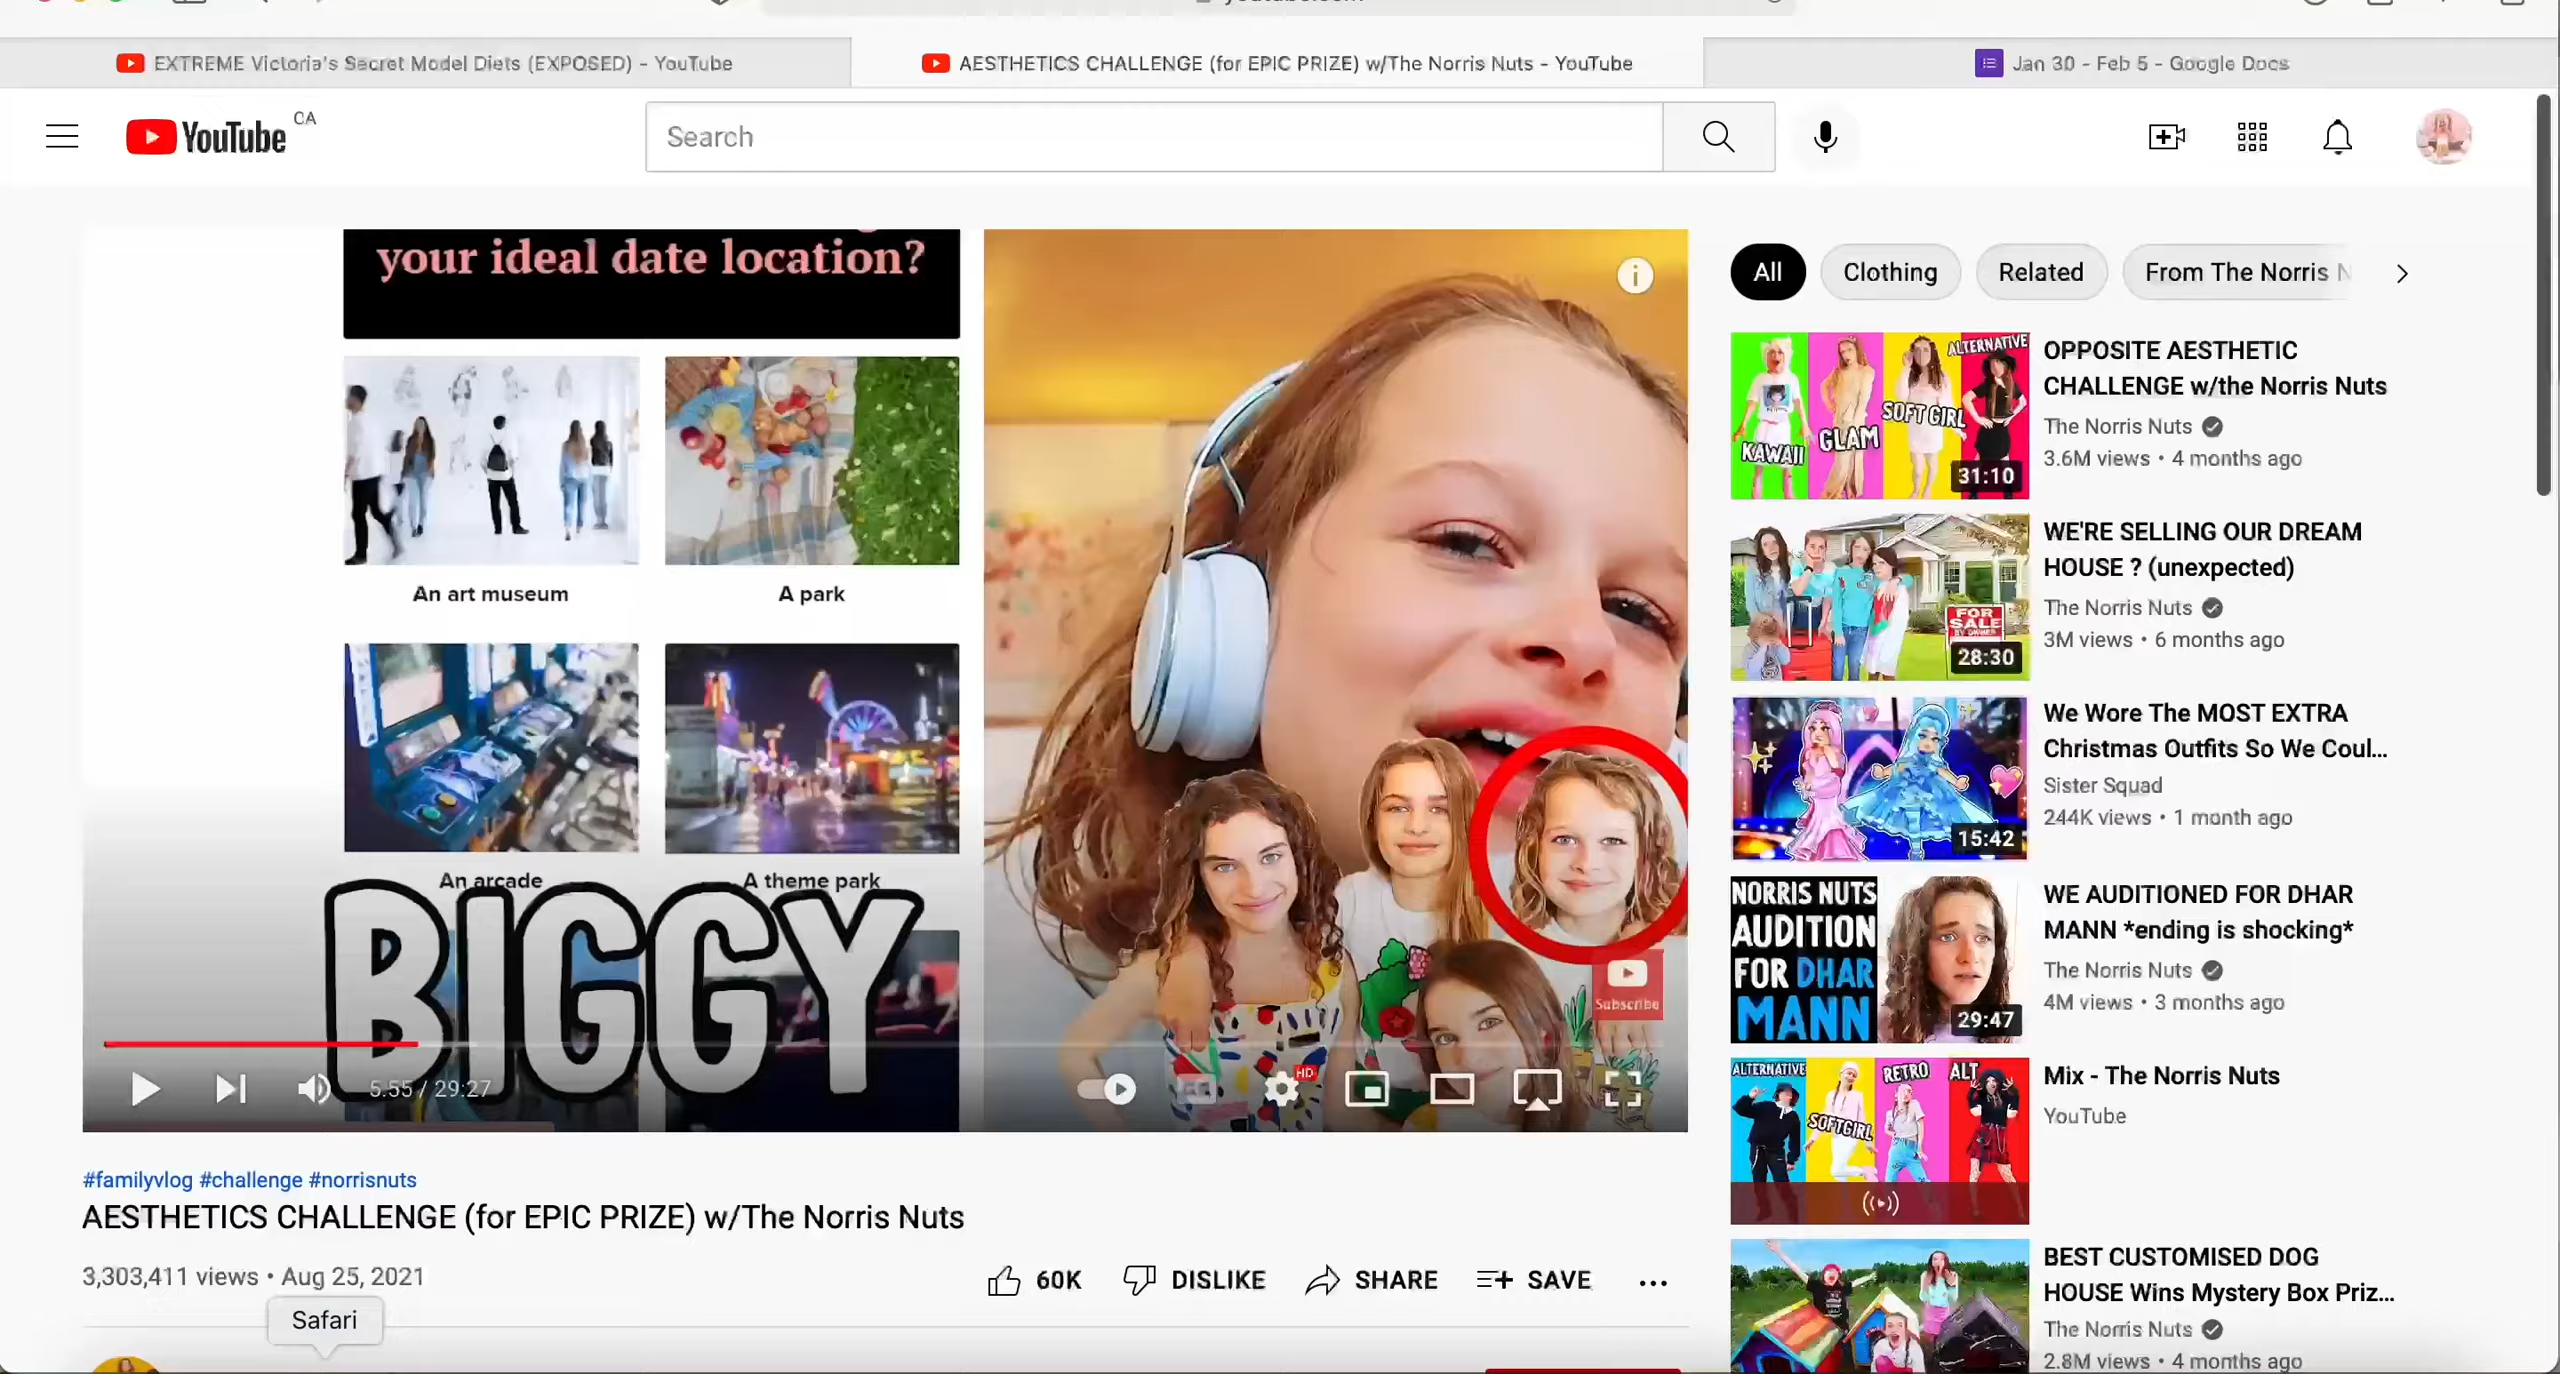 EXTREME Victoria's Secret Model Diets (EXPOSED) - YouTube
AESTHETICS CHALLENGE (for EPIC PRIZE) w/The Norris Nuts - YouTube
Jan 30 - Feb 5 - Google Docs
YouTube CA
Search
your ideal date location?
An art museum
A park
An arcade
A theme park
BIGGY
Subscribe
5:55 / 29:27
HD
#familyvlog #challenge #norrisnuts
AESTHETICS CHALLENGE (for EPIC PRIZE) w/The Norris Nuts
3,303,411 views • Aug 25, 2021
60K
DISLIKE
SHARE
SAVE
Safari
All
Clothing
Related
From The Norris N
KAWAII
GLAM
SOFT GIRL
ALTERNATIVE
31:10
OPPOSITE AESTHETIC
CHALLENGE w/the Norris Nuts
The Norris Nuts
3.6M views • 4 months ago
FOR
SALE
28:30
WE'RE SELLING OUR DREAM
HOUSE ? (unexpected)
The Norris Nuts
3M views • 6 months ago
15:42
We Wore The MOST EXTRA
Christmas Outfits So We Coul...
Sister Squad
244K views • 1 month ago
NORRIS NUTS
AUDITION
FOR DHAR
MANN
29:47
WE AUDITIONED FOR DHAR
MANN *ending is shocking*
The Norris Nuts
4M views • 3 months ago
ALTERNATIVE
SOFTGIRL
RETRO
ALT
Mix - The Norris Nuts
YouTube
BEST CUSTOMISED DOG
HOUSE Wins Mystery Box Priz...
The Norris Nuts
2.8M views • 4 months ago